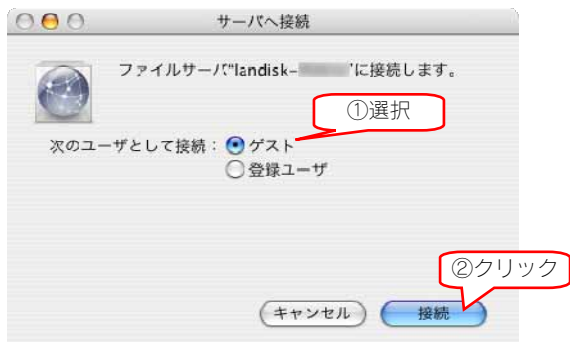 サーバへ接続
ファイルサーバ“landisk-      ”に接続します。
①選択
次のユーザとして接続：ゲスト
登録ユーザ
②クリック
キャンセル 接続